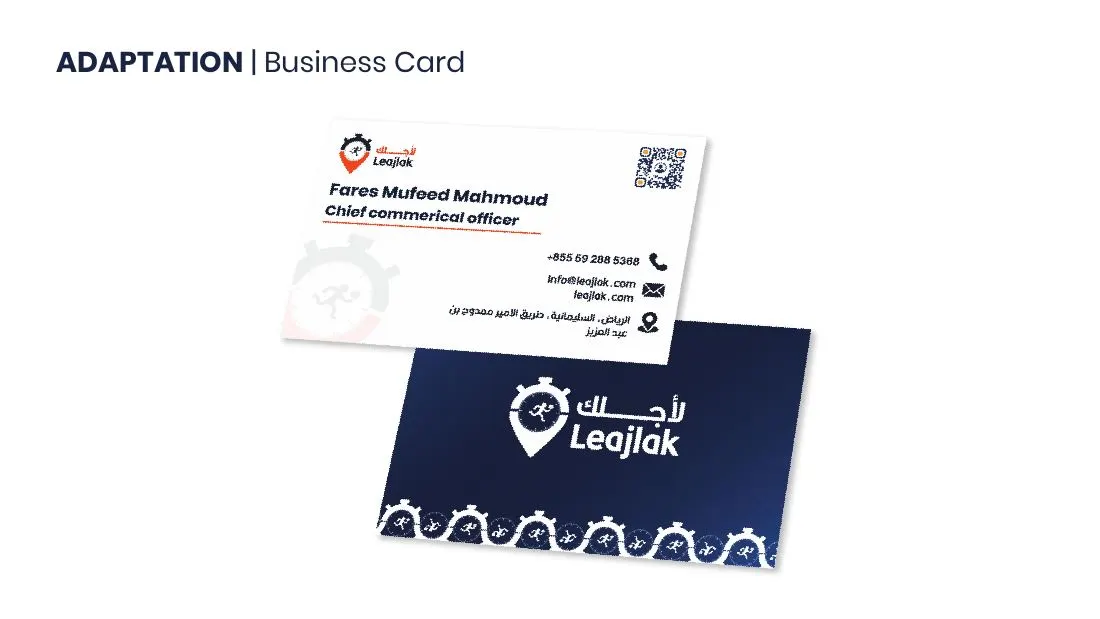 ADAPTATION | Business Card
لأجلك
Leajlak
Fares Mufeed Mahmoud
Chief commerical officer
+855 59 288 5368
info@leajlak.com
leajlak.com
الرياض، السليمانية، طريق الامير ممدوح بن
عبد العزيز
لأجلك
Leajlak